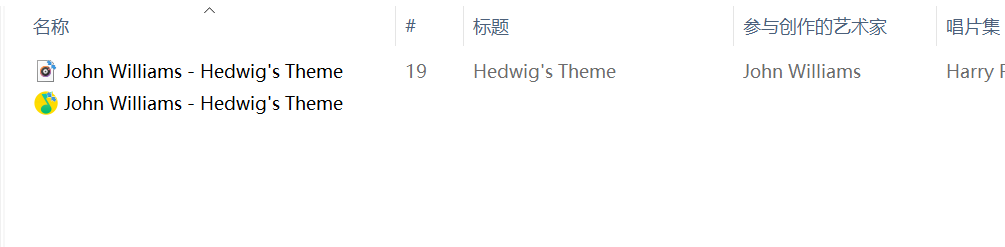 名称 # 标题 参与创作的艺术家 唱片集
John Williams - Hedwig's Theme 19 Hedwig's Theme John Williams Harry
John Williams - Hedwig's Theme